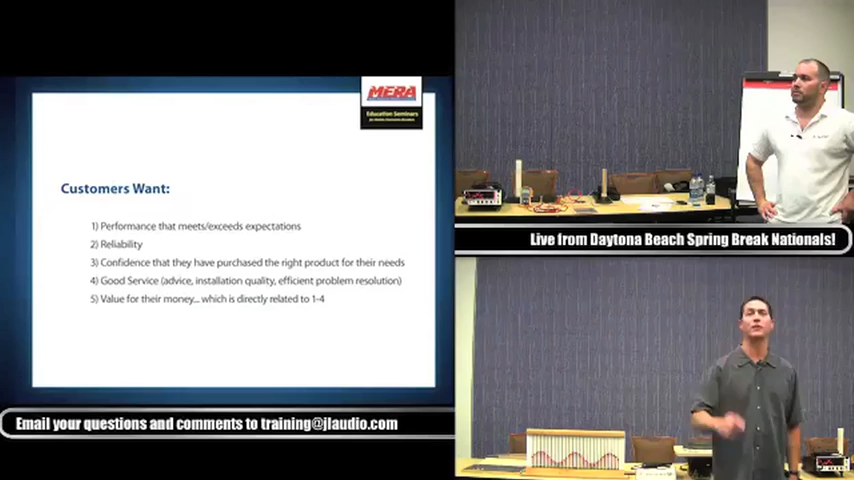 MERA
Education Seminars
Customers Want:
1) Performance that meets/exceeds expectations
2) Reliability
3) Confidence that they have purchased the right product for their needs
4) Good Service (advice, installation quality, efficient problem resolution)
5) Value for their money... which is directly related to 1-4
Live from Daytona Beach Spring Break Nationals!
Email your questions and comments to training@jlaudio.com